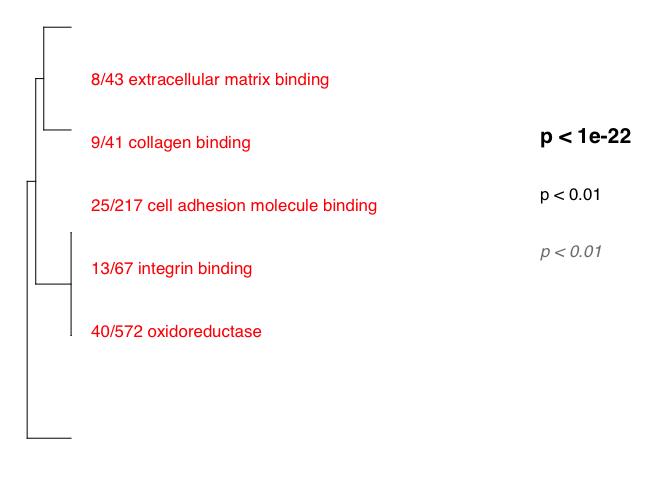 8/43 extracellular matrix binding
9/41 collagen binding
p < 1e-22
p < 0.01
25/217 cell adhesion molecule binding
p < 0.01
13/67 integrin binding
40/572 oxidoreductase